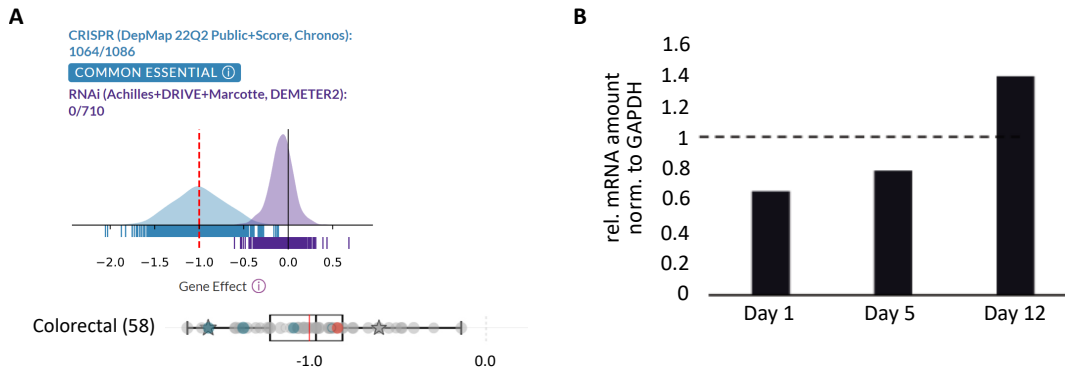 A
CRISPR (DepMap 22Q2 Public+Score, Chronos):
1064/1086
COMMON ESSENTIAL ⓘ
RNAi (Achilles+DRIVE+Marcotte, DEMETER2):
0/710
−2.0 −1.5 −1.0 −0.5 0.0 0.5
Gene Effect ⓘ
Colorectal (58)
-1.0 0.0
B
rel. mRNA amount
norm. to GAPDH
1.6
1.4
1.2
1
0.8
0.6
0.4
0.2
0
Day 1 Day 5 Day 12